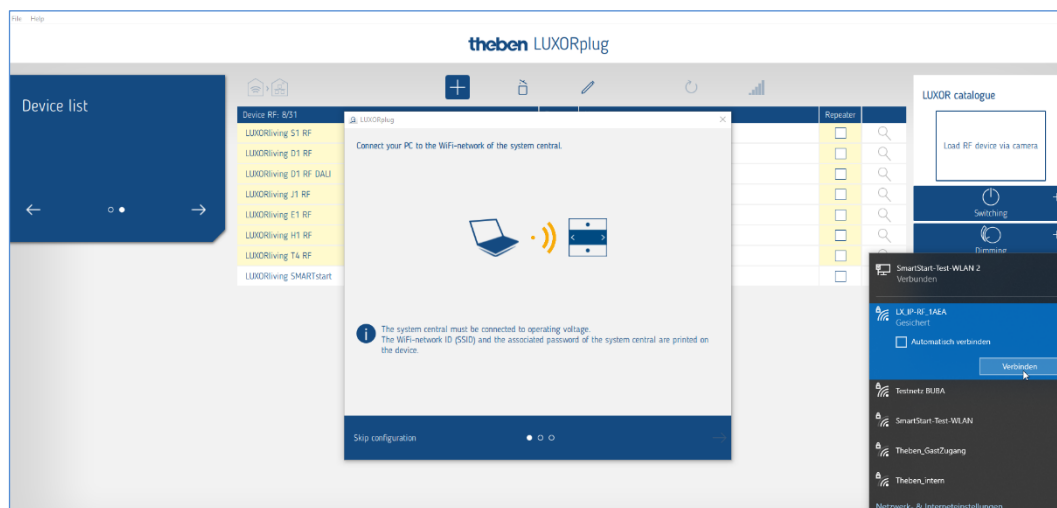 File Help
theben LUXORplug
Device list
Device RF: 8/31
Repeater
LUXORliving S1 RF
LUXORliving D1 RF
LUXORliving D1 RF DALI
LUXORliving J1 RF
LUXORliving E1 RF
LUXORliving H1 RF
LUXORliving T4 RF
LUXORliving SMARTstart
LUXORplug
Connect your PC to the WiFi-network of the system central.
The system central must be connected to operating voltage.
The WiFi-network ID (SSID) and the associated password of the system central are printed on
the device.
Skip configuration
LUXOR catalogue
Load RF device via camera
Switching
Dimming
SmartStart-Test-WLAN 2
Verbunden
LX_IP-RF_1AEA
Gesichert
Automatisch verbinden
Verbinden
Testnetz BUBA
SmartStart-Test-WLAN
Theben_GastZugang
Theben_intern
Netzwerk- & Interneteinstellungen